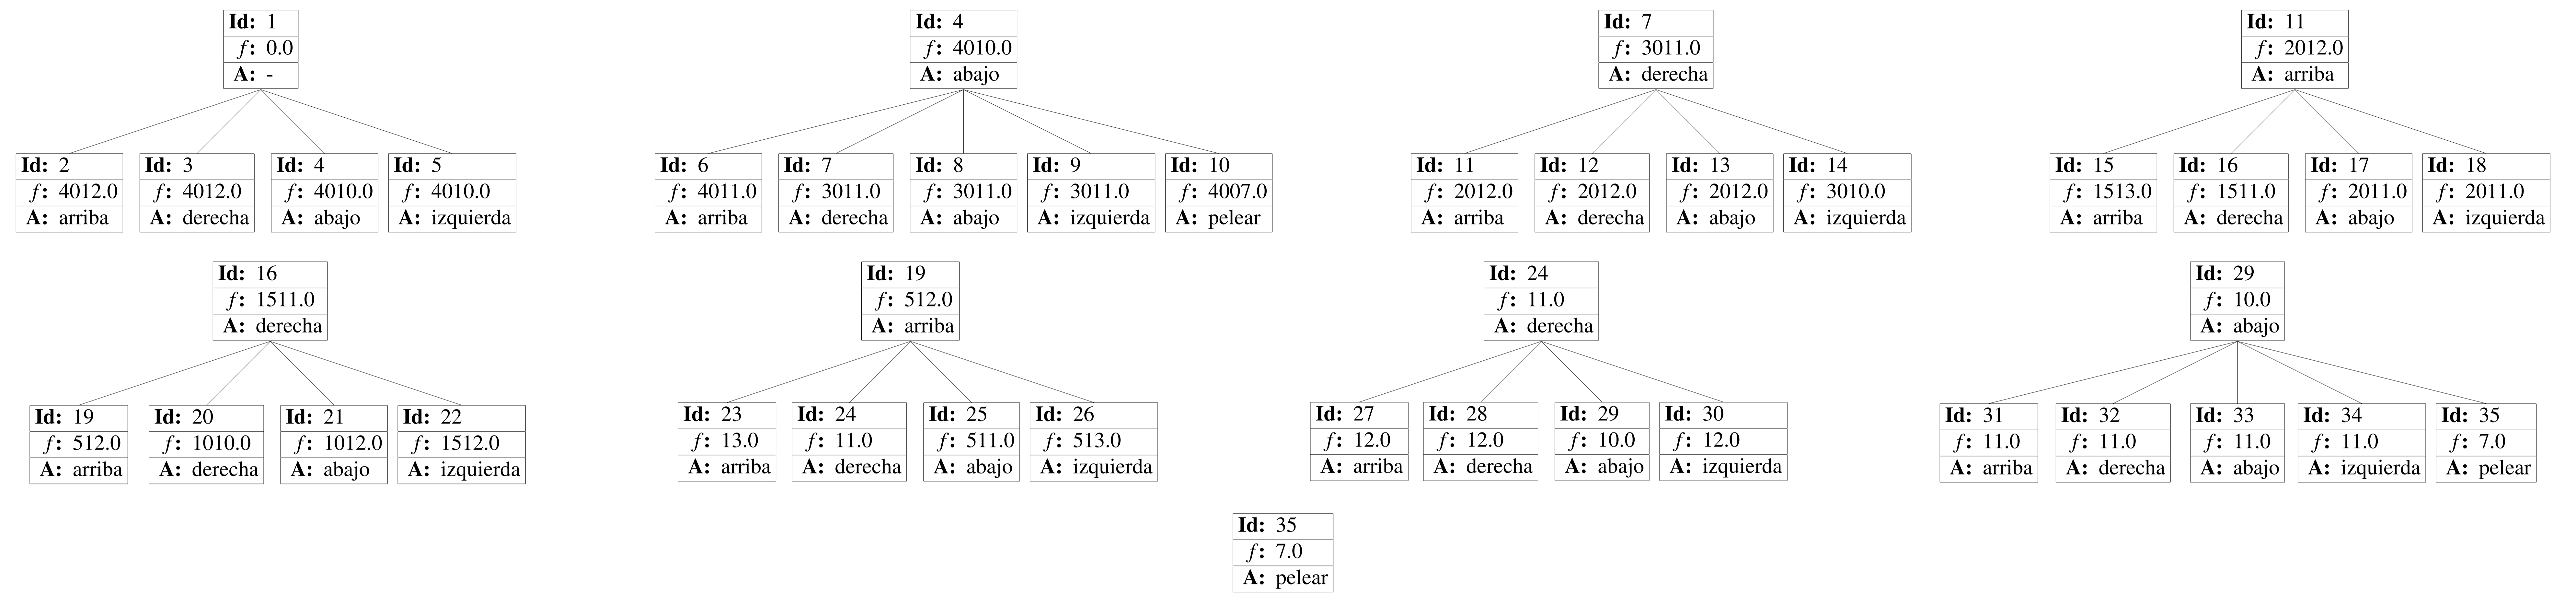 Id: 1
f: 0.0
A: -
Id: 2
f: 4012.0
A: arriba
Id: 3
f: 4012.0
A: derecha
Id: 4
f: 4010.0
A: abajo
Id: 5
f: 4010.0
A: izquierda
Id: 4
f: 4010.0
A: abajo
Id: 6
f: 4011.0
A: arriba
Id: 7
f: 3011.0
A: derecha
Id: 8
f: 3011.0
A: abajo
Id: 9
f: 3011.0
A: izquierda
Id: 10
f: 4007.0
A: pelear
Id: 7
f: 3011.0
A: derecha
Id: 11
f: 2012.0
A: arriba
Id: 12
f: 2012.0
A: derecha
Id: 13
f: 2012.0
A: abajo
Id: 14
f: 3010.0
A: izquierda
Id: 11
f: 2012.0
A: arriba
Id: 15
f: 1513.0
A: arriba
Id: 16
f: 1511.0
A: derecha
Id: 17
f: 2011.0
A: abajo
Id: 18
f: 2011.0
A: izquierda
Id: 16
f: 1511.0
A: derecha
Id: 19
f: 512.0
A: arriba
Id: 20
f: 1010.0
A: derecha
Id: 21
f: 1012.0
A: abajo
Id: 22
f: 1512.0
A: izquierda
Id: 19
f: 512.0
A: arriba
Id: 23
f: 13.0
A: arriba
Id: 24
f: 11.0
A: derecha
Id: 25
f: 511.0
A: abajo
Id: 26
f: 513.0
A: izquierda
Id: 24
f: 11.0
A: derecha
Id: 27
f: 12.0
A: arriba
Id: 28
f: 12.0
A: derecha
Id: 29
f: 10.0
A: abajo
Id: 30
f: 12.0
A: izquierda
Id: 29
f: 10.0
A: abajo
Id: 31
f: 11.0
A: arriba
Id: 32
f: 11.0
A: derecha
Id: 33
f: 11.0
A: abajo
Id: 34
f: 11.0
A: izquierda
Id: 35
f: 7.0
A: pelear
Id: 35
f: 7.0
A: pelear